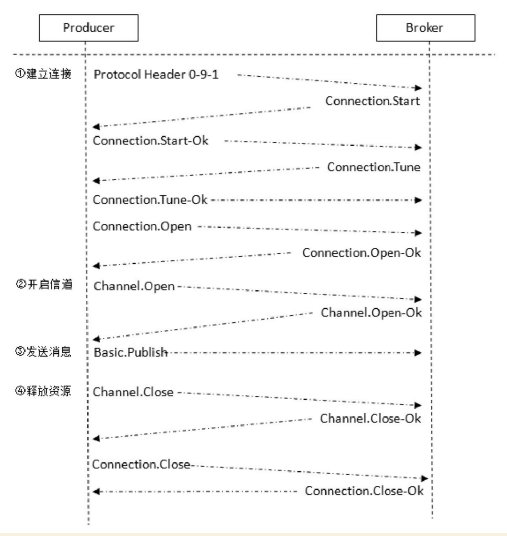 Producer
Broker
①建立连接 Protocol Header 0-9-1
Connection.Start
Connection.Start-Ok
Connection.Tune
Connection.Tune-Ok
Connection.Open
Connection.Open-Ok
②开启信道 Channel.Open
Channel.Open-Ok
③发送消息 Basic.Publish
④释放资源 Channel.Close
Channel.Close-Ok
Connection.Close
Connection.Close-Ok